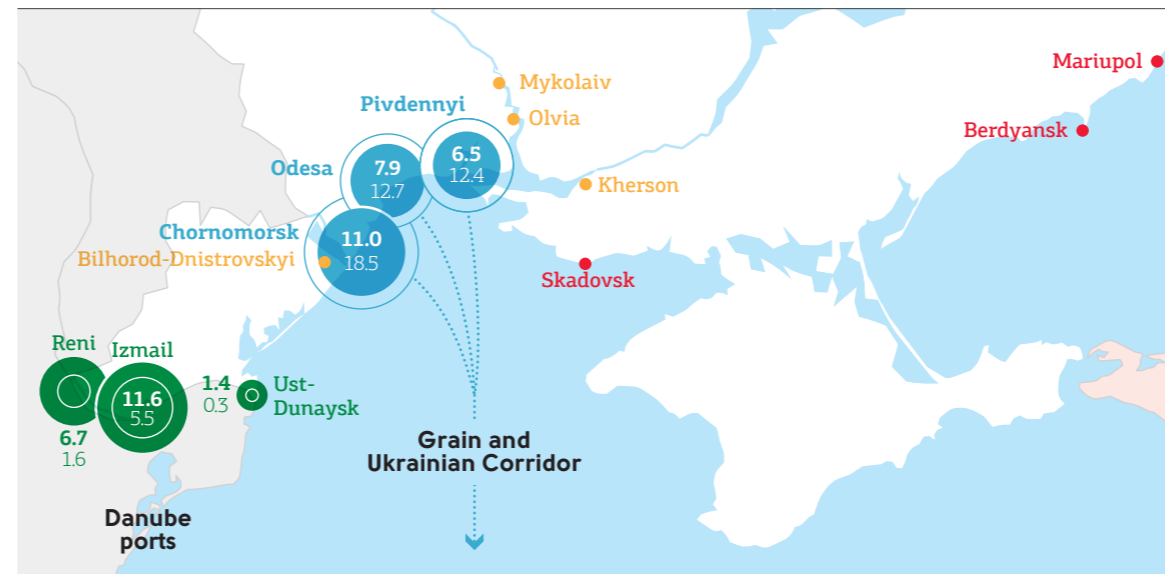 Mariupol
Mykolaiv
Pivdennyi
Olvia
Berdyansk
6.5
12.4
Odesa
7.9
12.7
Kherson
Chornomorsk
11.0
18.5
Bilhorod-Dnistrovskyi
Skadovsk
Reni
Izmail
11.6
5.5
1.4
0.3
Ust-
Dunaysk
6.7
1.6
Grain and
Ukrainian Corridor
Danube
ports